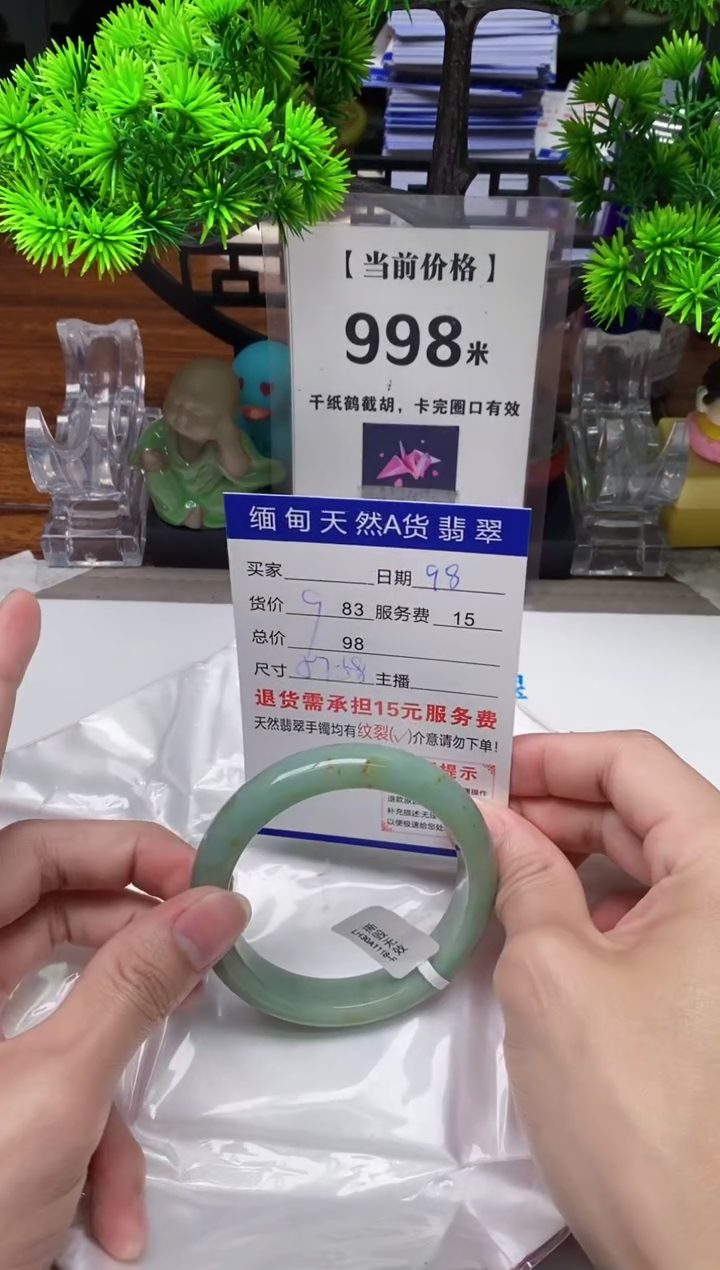 【当前价格】
998米
千纸鹤截胡，卡完圈口有效
缅甸天然A货翡翠
买家 日期 98
货价 9 83 服务费 15
总价 98
尺寸 57-58 主播
退货需承担15元服务费
天然翡翠手镯均有纹裂(√)介意请勿下单!
提示